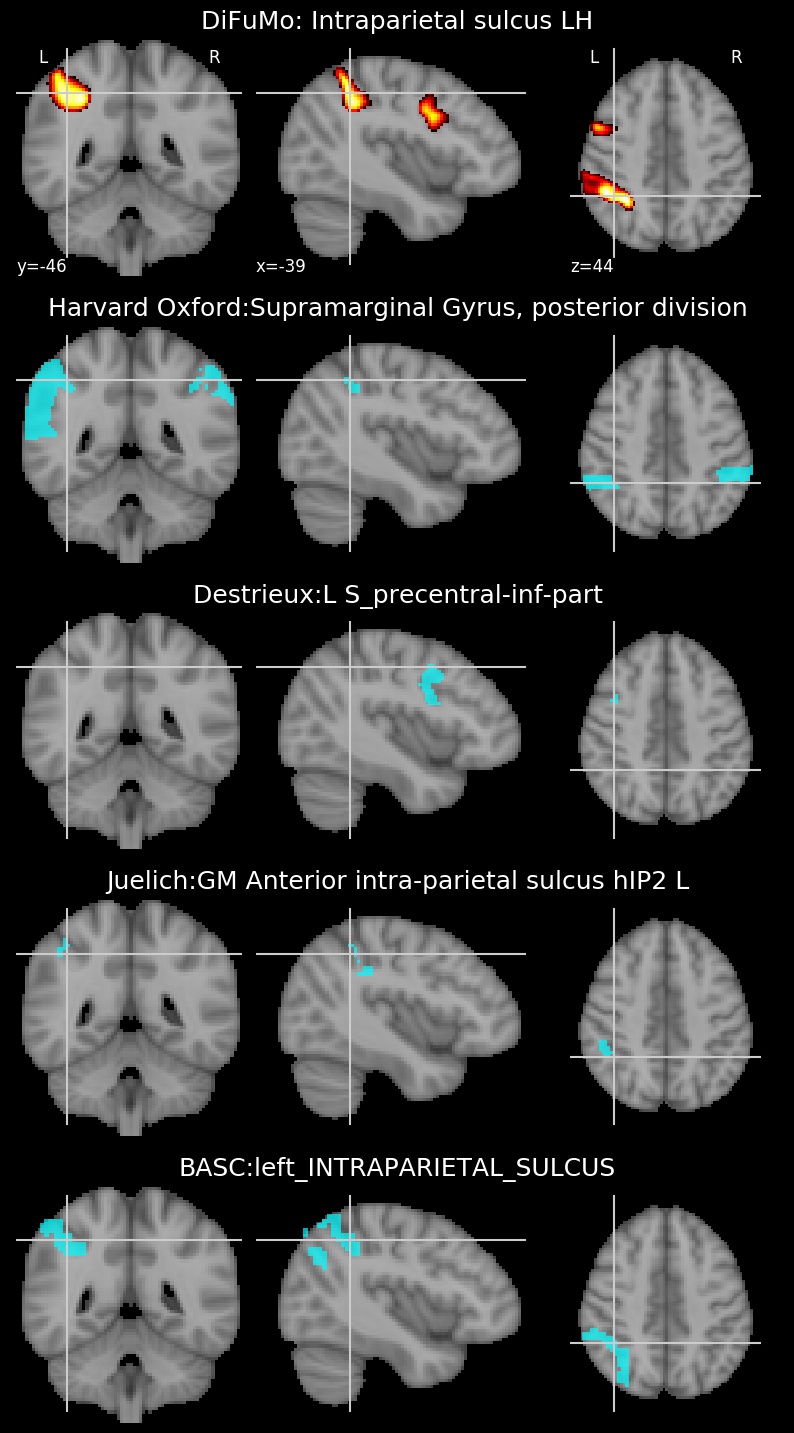 DiFuMo: Intraparietal sulcus LH
L R L R
y=-46 x=-39 z=44
Harvard Oxford:Supramarginal Gyrus, posterior division
Destrieux:L S_precentral-inf-part
Juelich:GM Anterior intra-parietal sulcus hIP2 L
BASC:left_INTRAPARIETAL_SULCUS